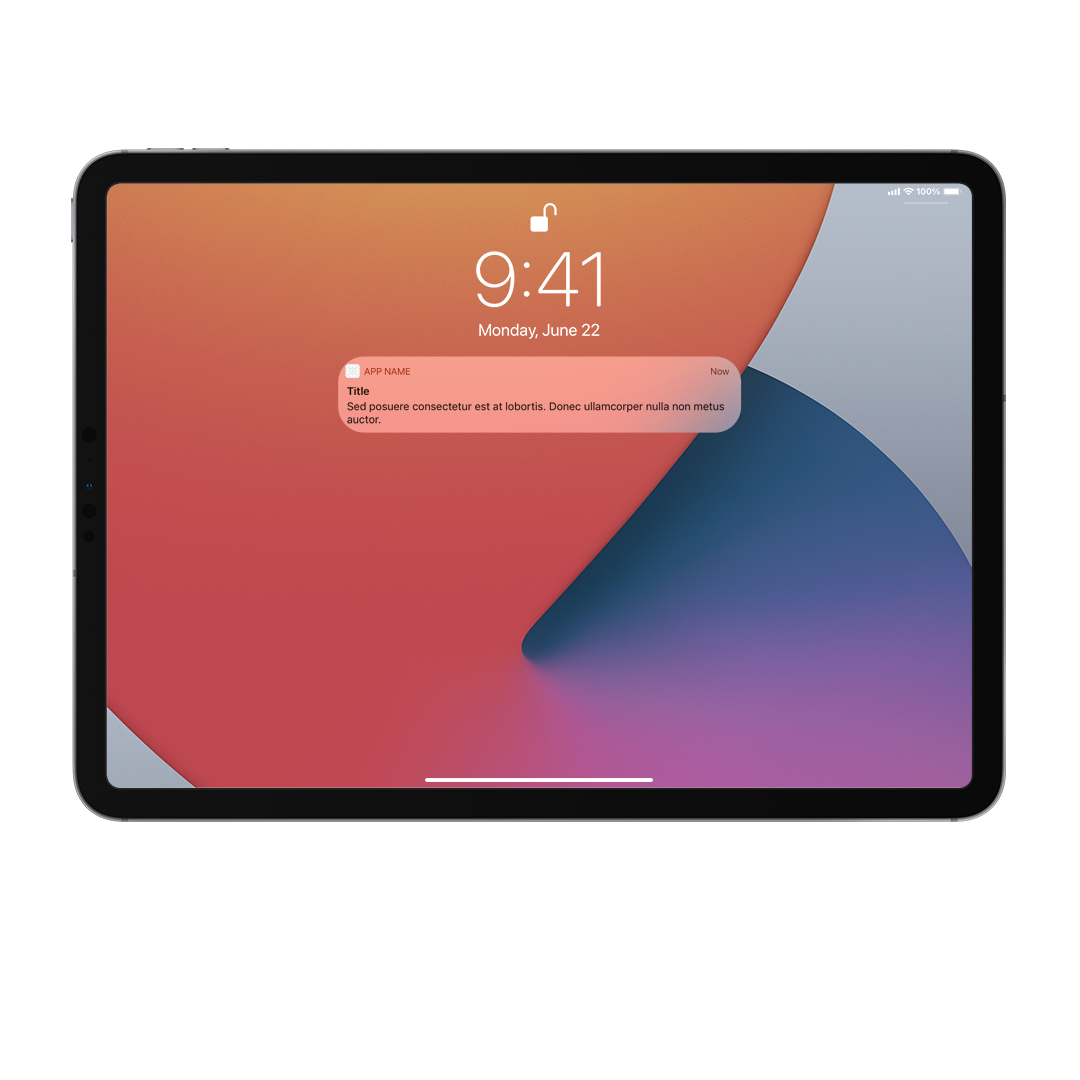 100%
9:41
Monday, June 22
APP NAME Now
Title
Sed posuere consectetur est at lobortis. Donec ullamcorper nulla non metus
auctor.